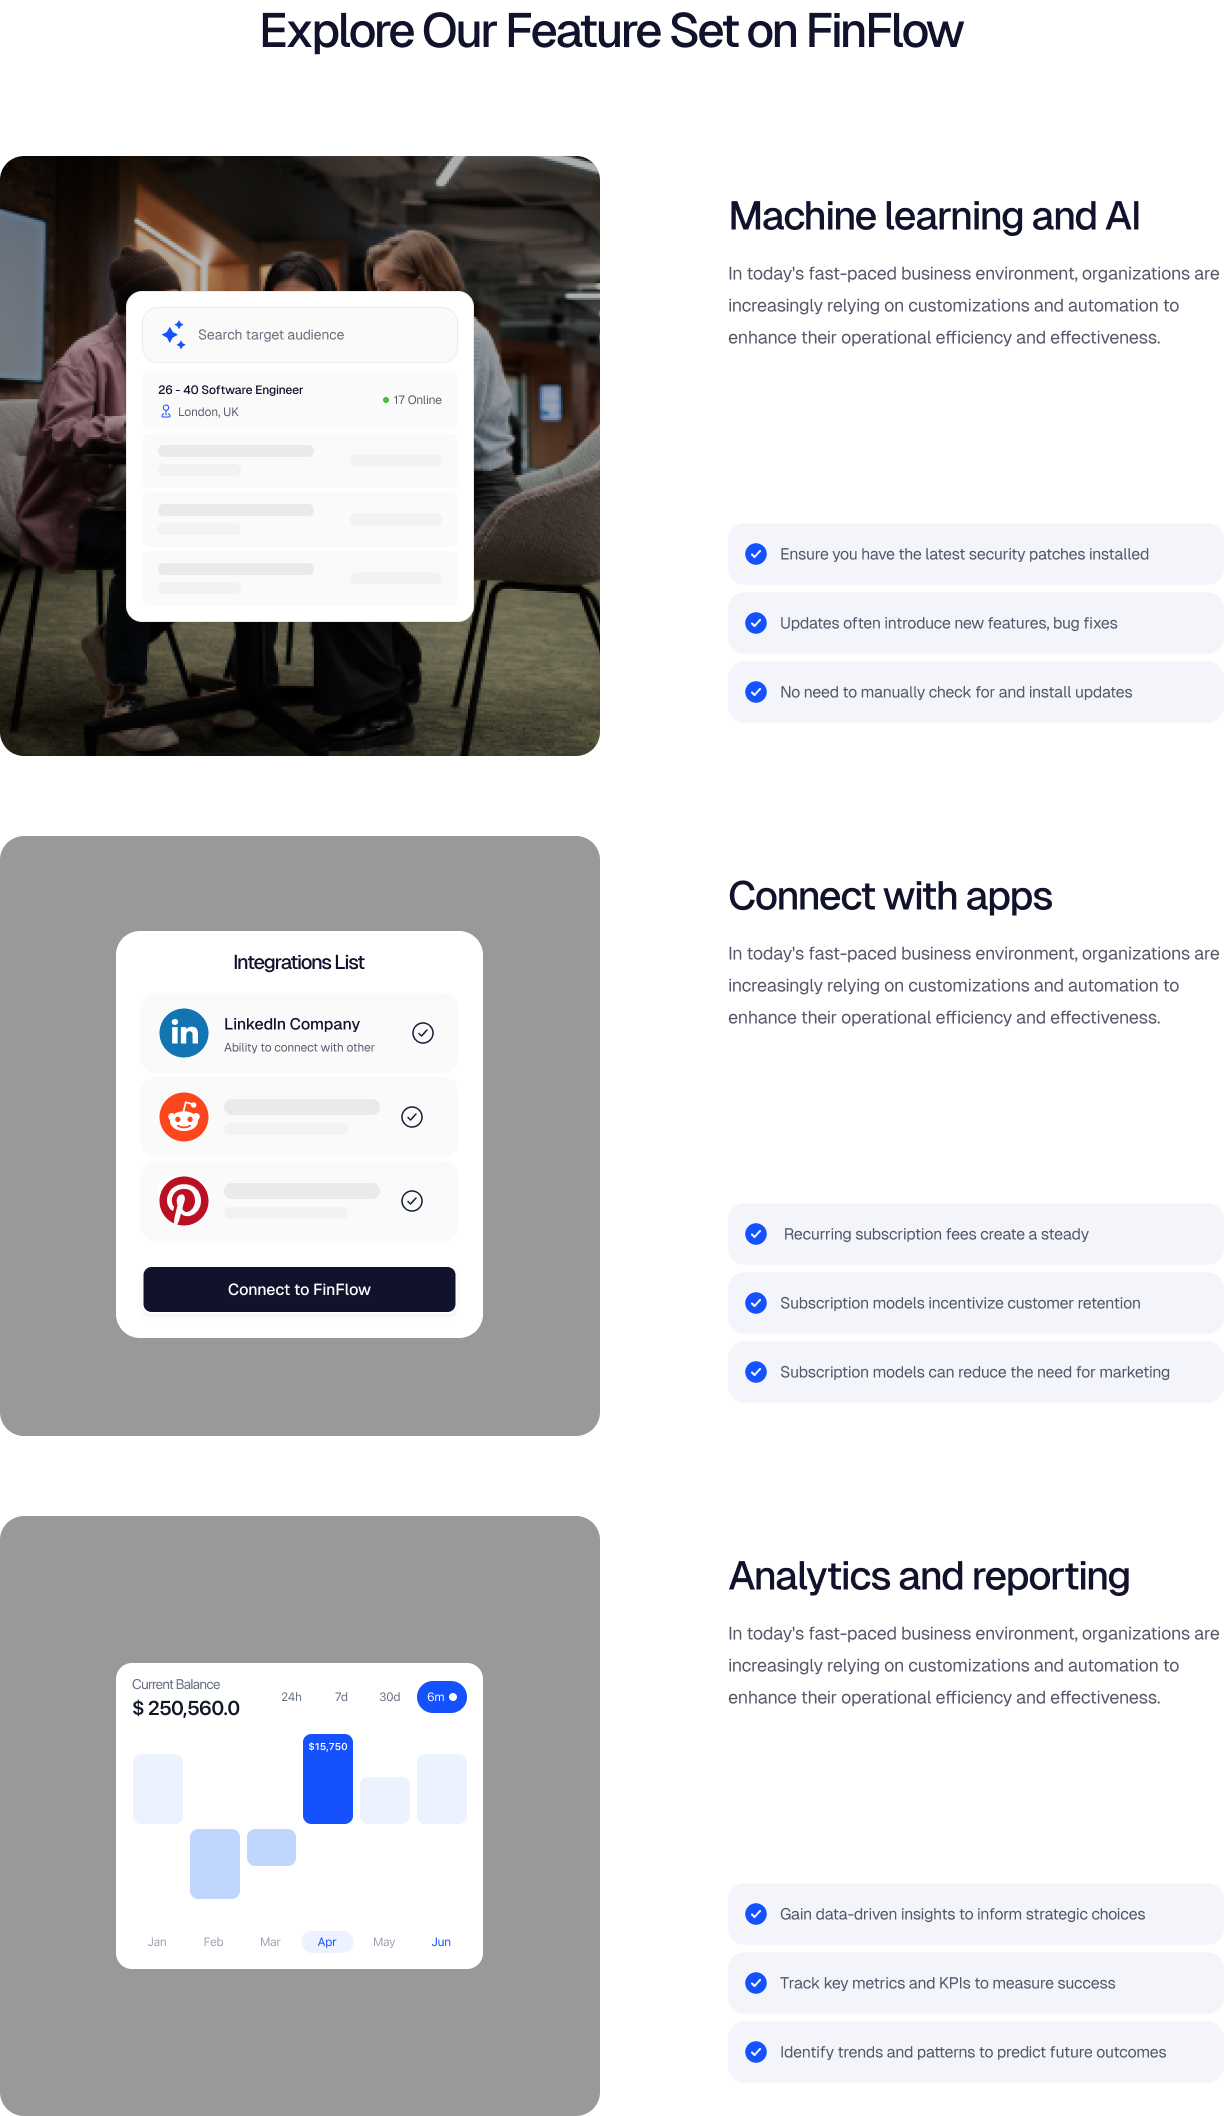 Explore Our Feature Set on FinFlow
Search target audience
26 - 40 Software Engineer
London, UK
17 Online
Machine learning and AI
In today's fast-paced business environment, organizations are
increasingly relying on customizations and automation to
enhance their operational efficiency and effectiveness.
Ensure you have the latest security patches installed
Updates often introduce new features, bug fixes
No need to manually check for and install updates
Integrations List
in
LinkedIn Company
Ability to connect with other
Connect to FinFlow
Connect with apps
In today's fast-paced business environment, organizations are
increasingly relying on customizations and automation to
enhance their operational efficiency and effectiveness.
Recurring subscription fees create a steady
Subscription models incentivize customer retention
Subscription models can reduce the need for marketing
Current Balance
$ 250,560.0
24h 7d 30d 6m
$15,750
Jan Feb Mar Apr May Jun
Analytics and reporting
In today's fast-paced business environment, organizations are
increasingly relying on customizations and automation to
enhance their operational efficiency and effectiveness.
Gain data-driven insights to inform strategic choices
Track key metrics and KPIs to measure success
Identify trends and patterns to predict future outcomes